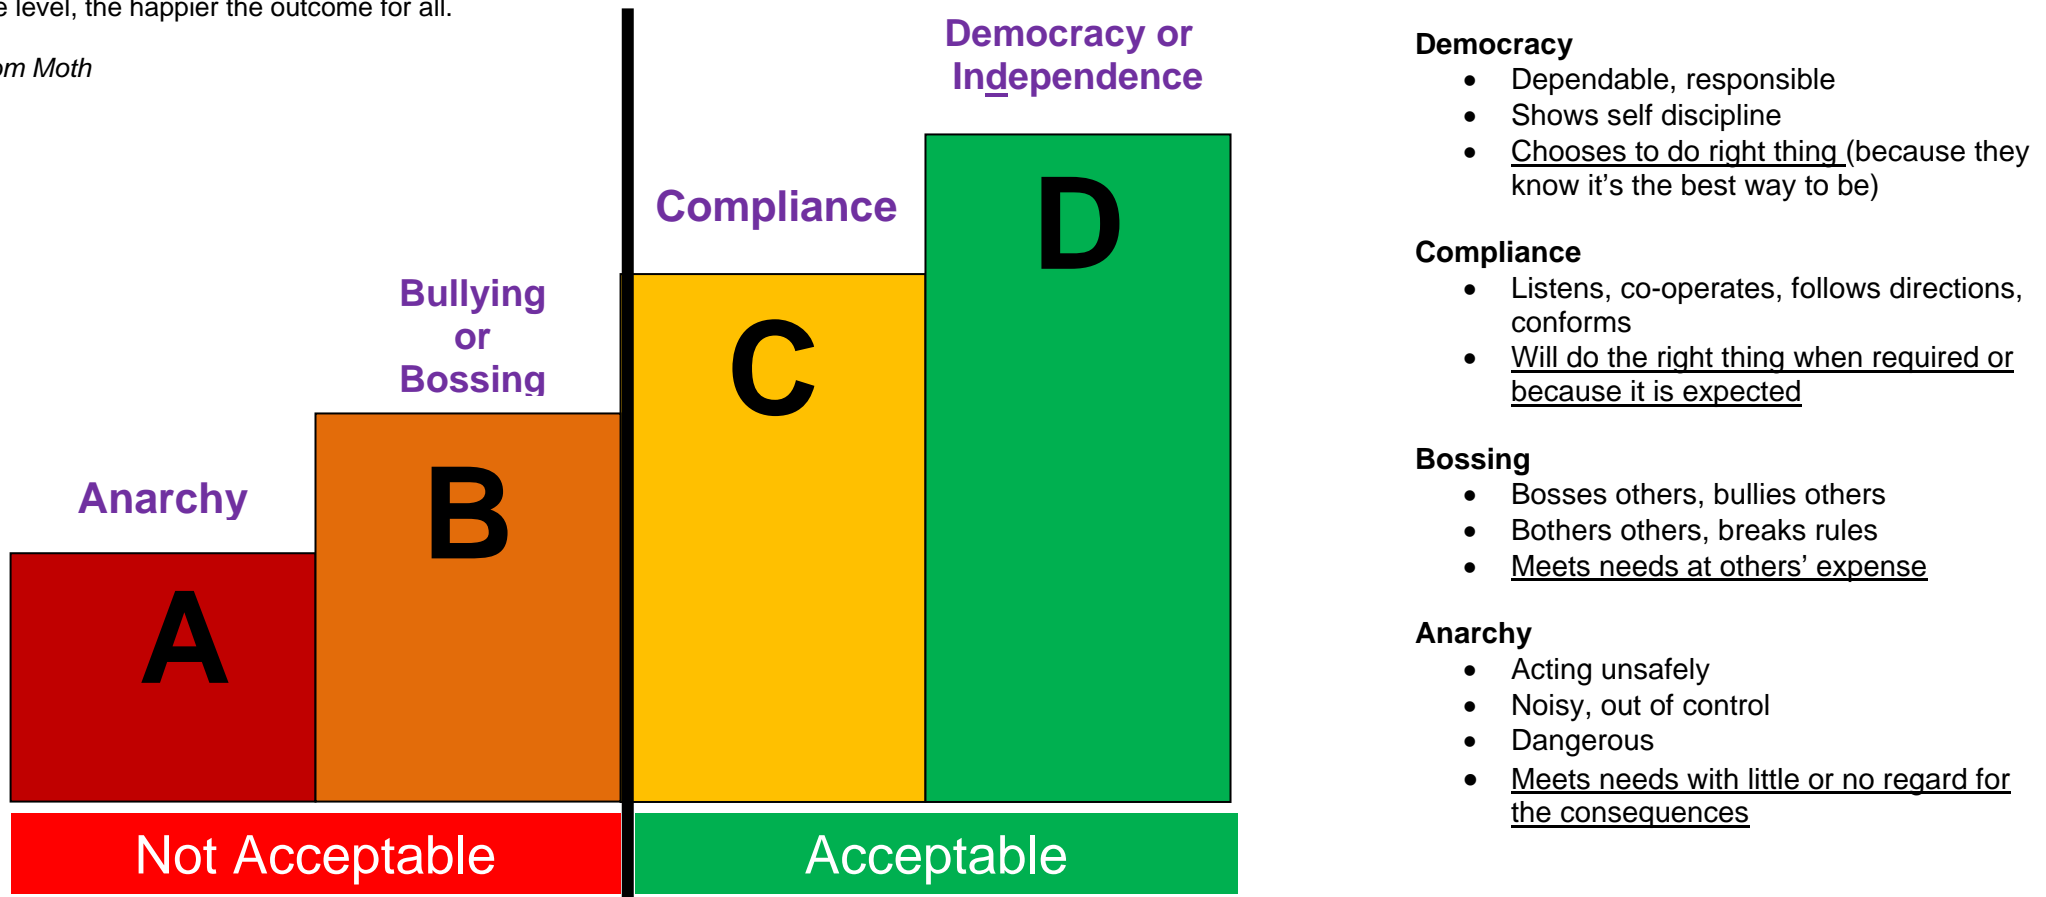 e level, the happier the outcome for all.
om Moth
Democracy or
Independence
Compliance
Bullying
or
Bossing
Anarchy
A
B
C
D
Not Acceptable
Acceptable
Democracy
• Dependable, responsible
• Shows self discipline
• Chooses to do right thing (because they
know it’s the best way to be)
Compliance
• Listens, co-operates, follows directions,
conforms
• Will do the right thing when required or
because it is expected
Bossing
• Bosses others, bullies others
• Bothers others, breaks rules
• Meets needs at others’ expense
Anarchy
• Acting unsafely
• Noisy, out of control
• Dangerous
• Meets needs with little or no regard for
the consequences